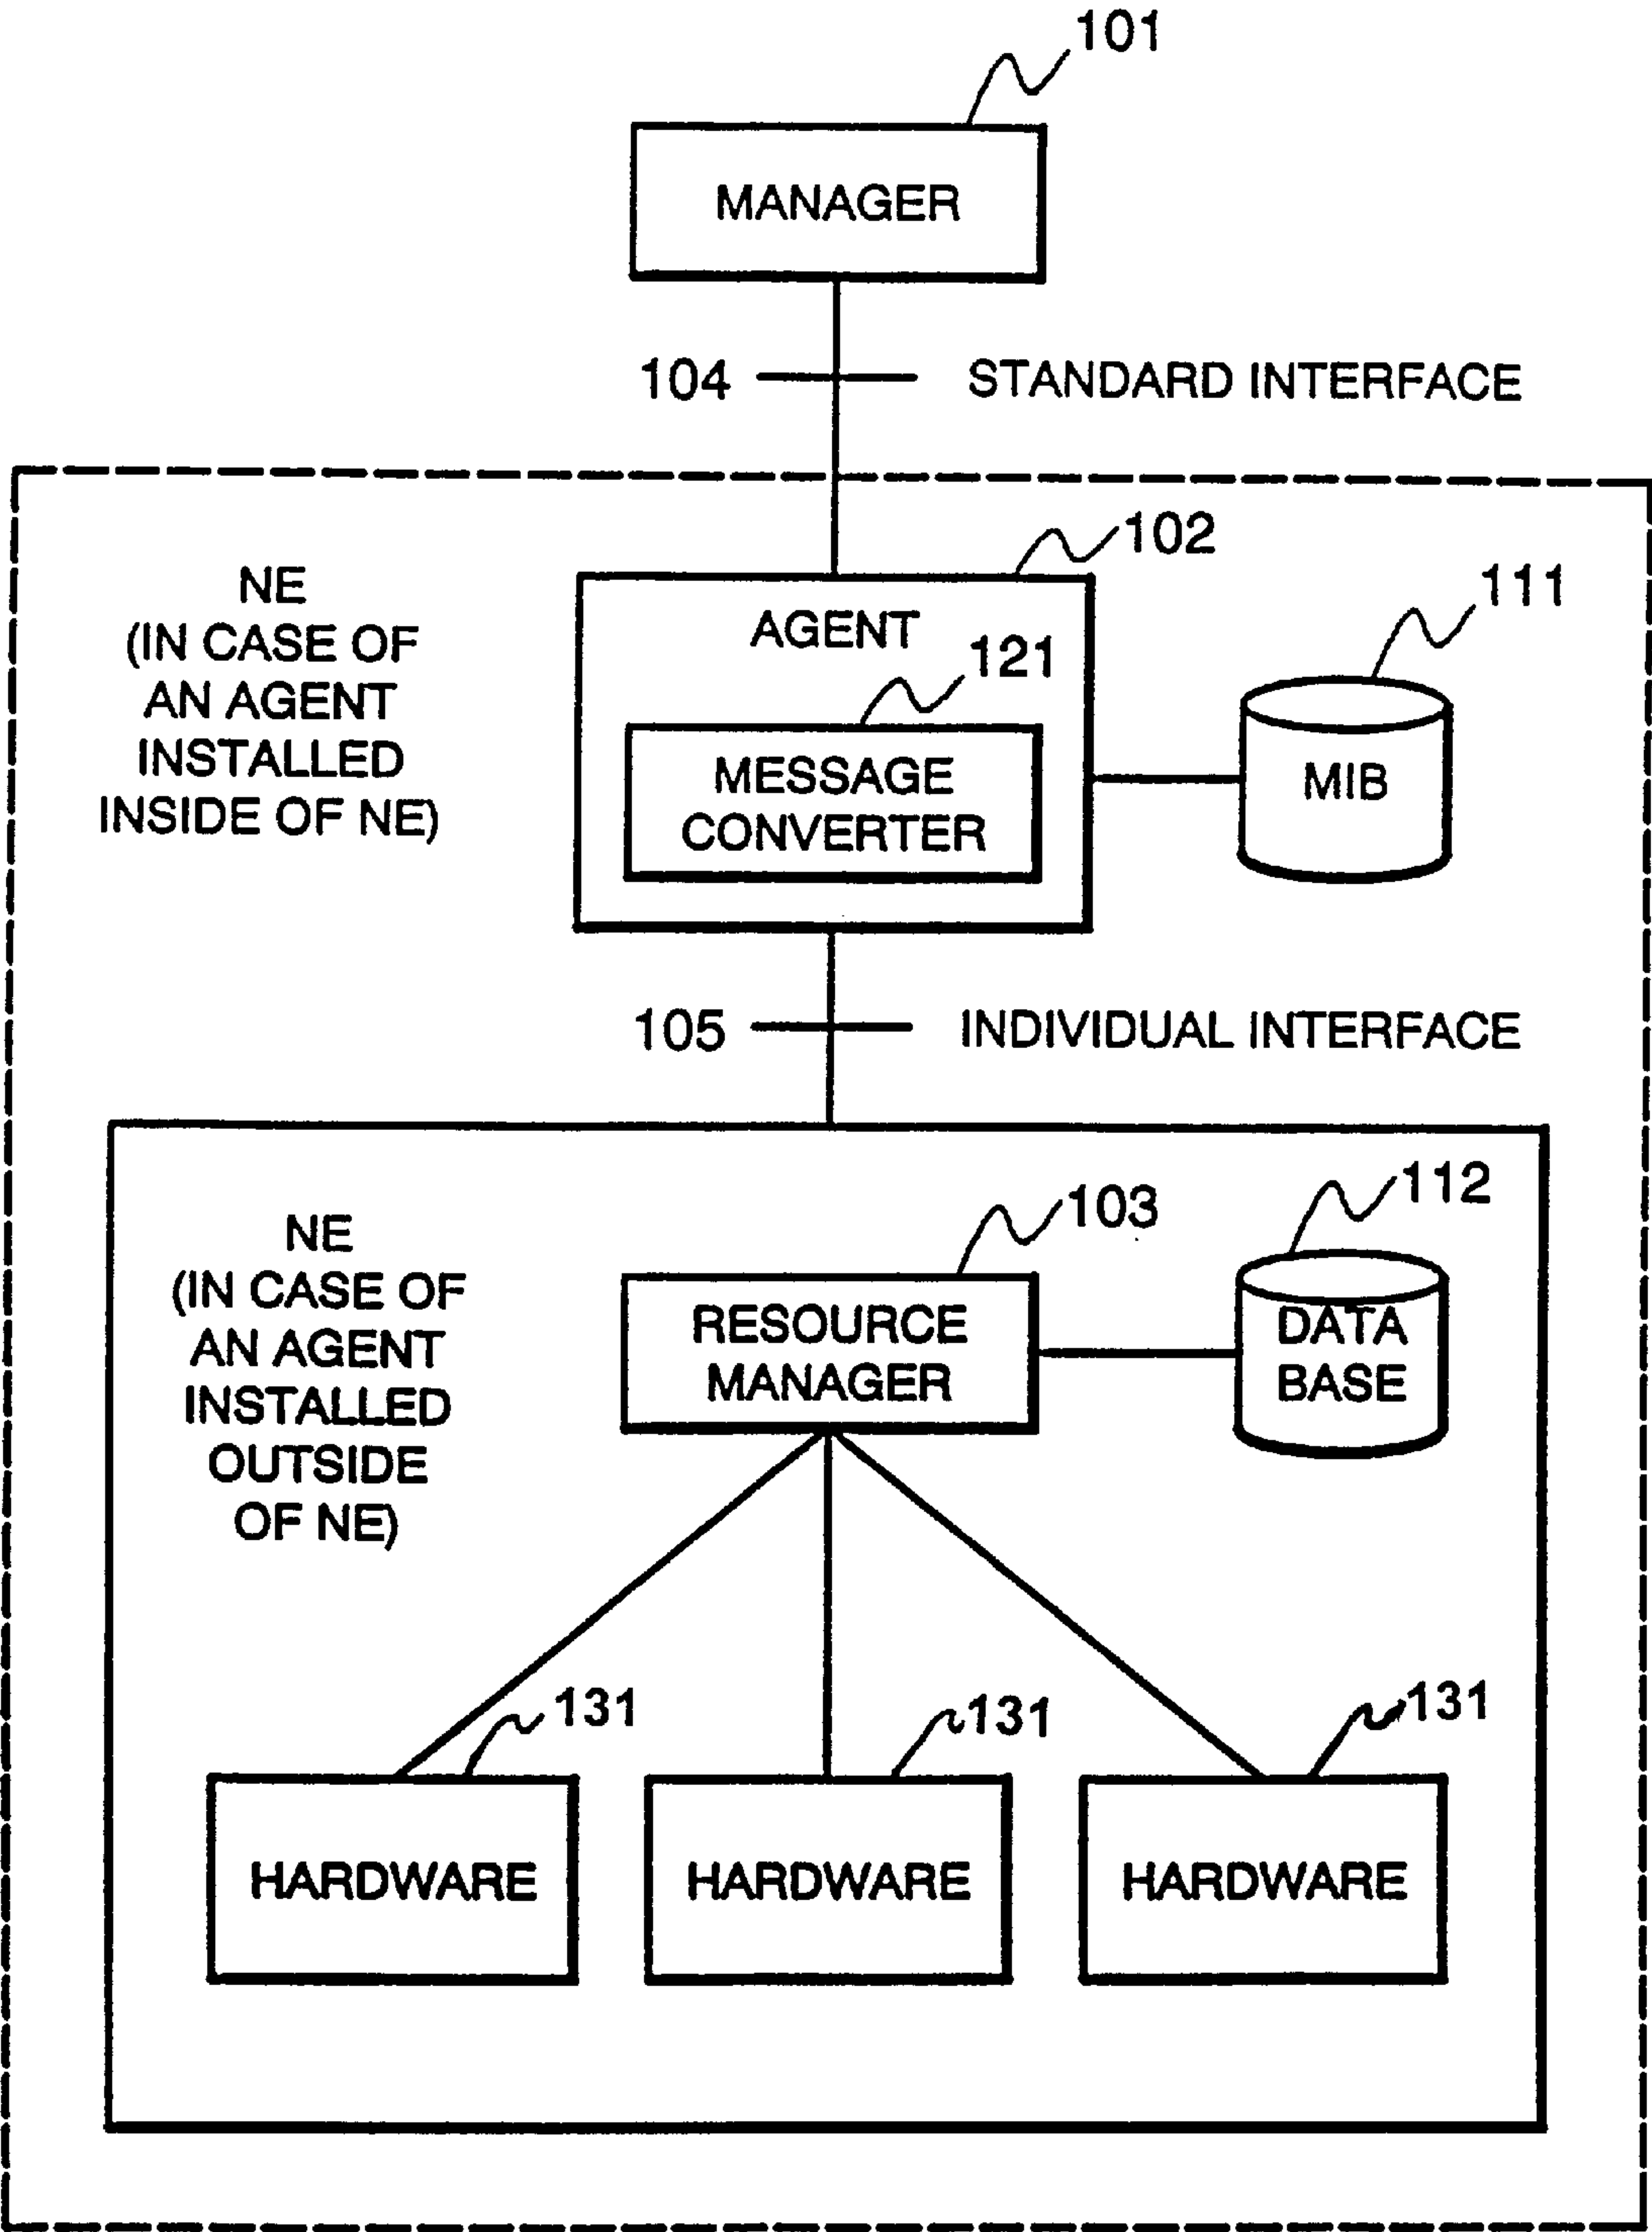 101
MANAGER
104
STANDARD INTERFACE
102
111
NE
(IN CASE OF
AN AGENT
INSTALLED
INSIDE OF NE)
AGENT
121
MESSAGE
CONVERTER
MIB
105
INDIVIDUAL INTERFACE
112
103
NE
(IN CASE OF
AN AGENT
INSTALLED
OUTSIDE
OF NE)
RESOURCE
MANAGER
DATA
BASE
131
131
131
HARDWARE
HARDWARE
HARDWARE